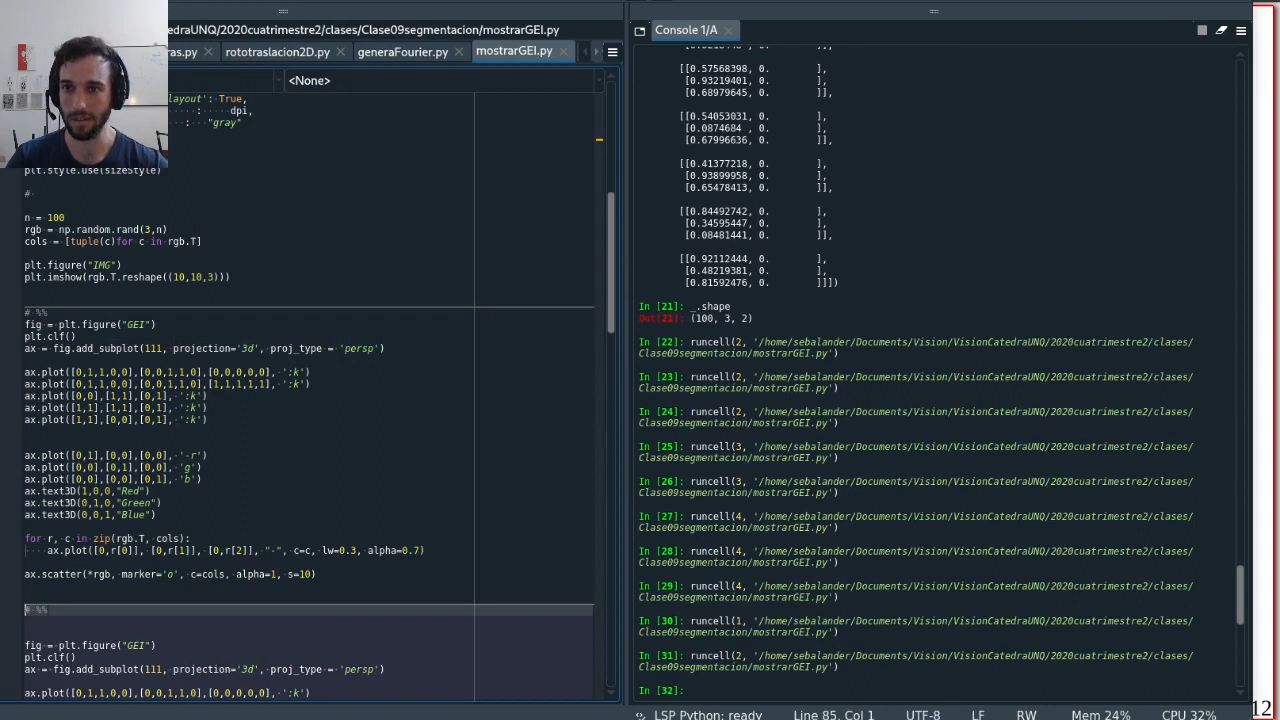 edraUNQ/2020cuatrimestre2/clases/Clase09segmentacion/mostrarGEI.py
ras.py
rototraslacion2D.py
generaFourier.py
mostrarGEI.py
<None>
layout': True,
: dpi,
: "gray"
plt.style.use(sizeStyle)
#
n = 100
rgb = np.random.rand(3,n)
cols = [tuple(c)for c in rgb.T]
plt.figure("IMG")
plt.imshow(rgb.T.reshape((10,10,3)))
# %%
fig = plt.figure("GEI")
plt.clf()
ax = fig.add_subplot(111, projection='3d', proj_type = 'persp')
ax.plot([0,1,1,0,0],[0,0,1,1,0],[0,0,0,0,0], ':k')
ax.plot([0,1,1,0,0],[0,0,1,1,0],[1,1,1,1,1], ':k')
ax.plot([0,0],[1,1],[0,1], ':k')
ax.plot([1,1],[1,1],[0,1], ':k')
ax.plot([1,1],[0,0],[0,1], ':k')
ax.plot([0,1],[0,0],[0,0], '-r')
ax.plot([0,0],[0,1],[0,0], 'g')
ax.plot([0,0],[0,0],[0,1], 'b')
ax.text3D(1,0,0,"Red")
ax.text3D(0,1,0,"Green")
ax.text3D(0,0,1,"Blue")
for r, c in zip(rgb.T, cols):
ax.plot([0,r[0]], [0,r[1]], [0,r[2]], "-", c=c, lw=0.3, alpha=0.7)
ax.scatter(*rgb, marker='o', c=cols, alpha=1, s=10)
# %%
fig = plt.figure("GEI")
plt.clf()
ax = fig.add_subplot(111, projection='3d', proj_type = 'persp')
ax.plot([0,1,1,0,0],[0,0,1,1,0],[0,0,0,0,0], ':k')
Console 1/A
[[0.57568398, 0. ],
[0.93219401, 0. ],
[0.68979645, 0. ]],
[[0.54053031, 0. ],
[0.0874684 , 0. ],
[0.67996636, 0. ]],
[[0.41377218, 0. ],
[0.93899958, 0. ],
[0.65478413, 0. ]],
[[0.84492742, 0. ],
[0.34595447, 0. ],
[0.08481441, 0. ]],
[[0.92112444, 0. ],
[0.48219381, 0. ],
[0.81592476, 0. ]]])
In [21]: _.shape
Out[21]: (100, 3, 2)
In [22]: runcell(2, '/home/sebalander/Documents/Vision/VisionCatedraUNQ/2020cuatrimestre2/clases/
Clase09segmentacion/mostrarGEI.py')
In [23]: runcell(2, '/home/sebalander/Documents/Vision/VisionCatedraUNQ/2020cuatrimestre2/clases/
Clase09segmentacion/mostrarGEI.py')
In [24]: runcell(2, '/home/sebalander/Documents/Vision/VisionCatedraUNQ/2020cuatrimestre2/clases/
Clase09segmentacion/mostrarGEI.py')
In [25]: runcell(3, '/home/sebalander/Documents/Vision/VisionCatedraUNQ/2020cuatrimestre2/clases/
Clase09segmentacion/mostrarGEI.py')
In [26]: runcell(3, '/home/sebalander/Documents/Vision/VisionCatedraUNQ/2020cuatrimestre2/clases/
Clase09segmentacion/mostrarGEI.py')
In [27]: runcell(4, '/home/sebalander/Documents/Vision/VisionCatedraUNQ/2020cuatrimestre2/clases/
Clase09segmentacion/mostrarGEI.py')
In [28]: runcell(4, '/home/sebalander/Documents/Vision/VisionCatedraUNQ/2020cuatrimestre2/clases/
Clase09segmentacion/mostrarGEI.py')
In [29]: runcell(4, '/home/sebalander/Documents/Vision/VisionCatedraUNQ/2020cuatrimestre2/clases/
Clase09segmentacion/mostrarGEI.py')
In [30]: runcell(1, '/home/sebalander/Documents/Vision/VisionCatedraUNQ/2020cuatrimestre2/clases/
Clase09segmentacion/mostrarGEI.py')
In [31]: runcell(2, '/home/sebalander/Documents/Vision/VisionCatedraUNQ/2020cuatrimestre2/clases/
Clase09segmentacion/mostrarGEI.py')
In [32]:
LSP Python: ready Line 85, Col 1 UTF-8 LF RW Mem 24% CPU 32%
12